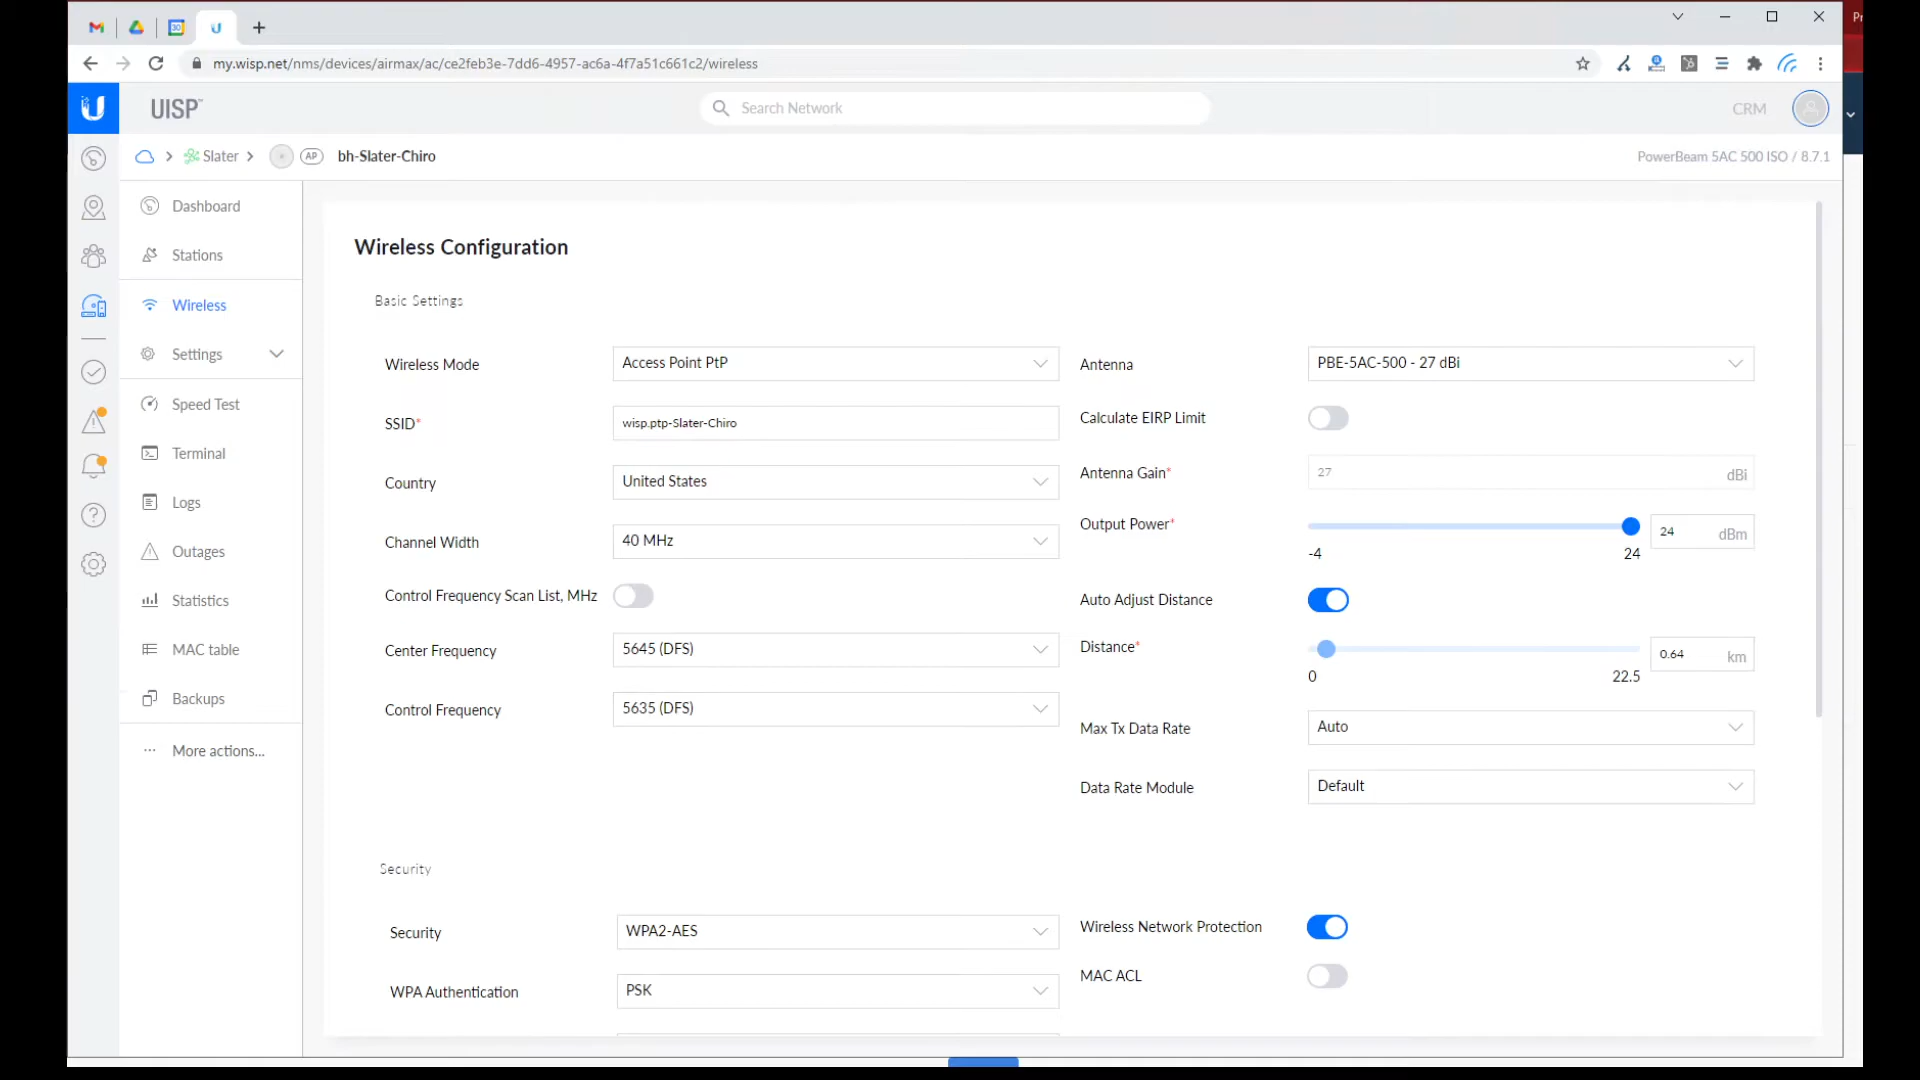 my.wisp.net/nms/devices/airmax/ac/ce2feb3e-7dd6-4957-ac6a-4f7a51c661c2/wireless
UISP™
Search Network
CRM
Slater
AP
bh-Slater-Chiro
PowerBeam 5AC 500 ISO / 8.7.1
Dashboard
Stations
Wireless
Settings
Speed Test
Terminal
Logs
Outages
Statistics
MAC table
Backups
More actions...
Wireless Configuration
Basic Settings
Wireless Mode
Access Point PtP
SSID*
wisp.ptp-Slater-Chiro
Country
United States
Channel Width
40 MHz
Control Frequency Scan List, MHz
Center Frequency
5645 (DFS)
Control Frequency
5635 (DFS)
Antenna
PBE-5AC-500 - 27 dBi
Calculate EIRP Limit
Antenna Gain*
27
dBi
Output Power*
24
dBm
-4
24
Auto Adjust Distance
Distance*
0.64
km
0
22.5
Max Tx Data Rate
Auto
Data Rate Module
Default
Security
Security
WPA2-AES
WPA Authentication
PSK
Wireless Network Protection
MAC ACL